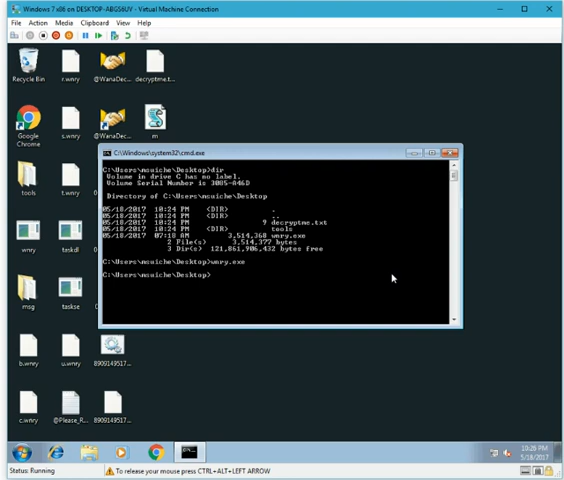 Windows 7 x86 en DESKTOP-ABGS6UV - Virtual Machine Connection
File Action Media Clipboard View Help
Recycle Bin
r.wnry
@WanaDec...
decryptme.t...
Google
Chrome
s.wnry
@WanaDec...
m
tools
t.wnry
wnry
taskdl
msg
taskse
b.wnry
u.wnry
8909149517...
c.wnry
@Please_R...
8909149517...
C:\Windows\system32\cmd.exe
C:\Users\msuiche\Desktop>dir
Volume in drive C has no label.
Volume Serial Number is 3085-A46D
Directory of C:\Users\msuiche\Desktop
05/18/2017 10:24 PM <DIR> .
05/18/2017 10:24 PM <DIR> ..
05/18/2017 10:24 PM 9 decryptme.txt
05/18/2017 10:24 PM <DIR> tools
05/18/2017 07:18 AM 3,514,368 wnry.exe
2 File(s) 3,514,377 bytes
3 Dir(s) 121,861,906,432 bytes free
C:\Users\msuiche\Desktop>wnry.exe
C:\Users\msuiche\Desktop>
C:\.
10:26 PM
5/18/2017
Status: Running
To release your mouse press CTRL+ALT+LEFT ARROW